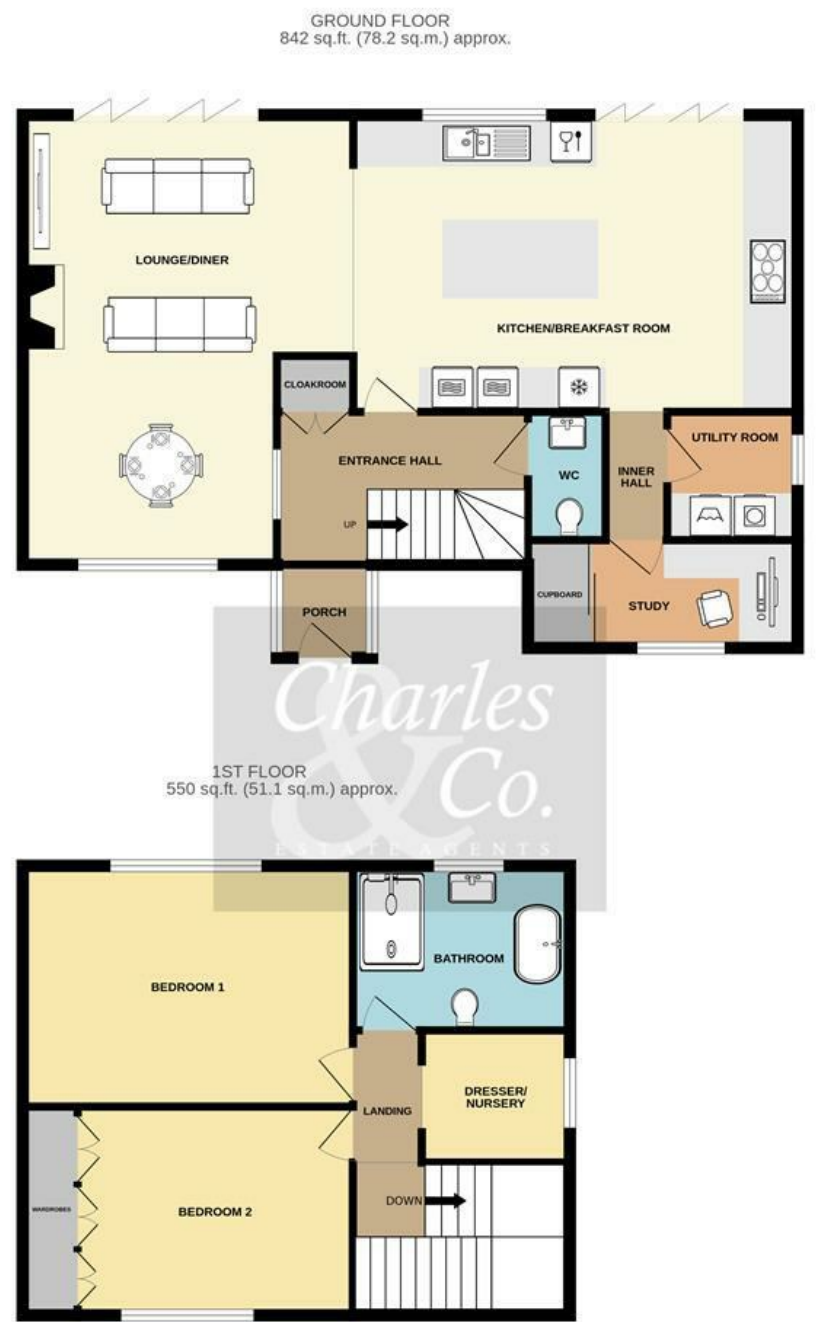 GROUND FLOOR
842 sq.ft. (78.2 sq.m.) approx.
LOUNGE/DINER
KITCHEN/BREAKFAST ROOM
CLOAKROOM
ENTRANCE HALL
UP
WC
INNER
HALL
UTILITY ROOM
CUPBOARD
STUDY
PORCH
Charles
& Co.
ESTATE AGENTS
1ST FLOOR
550 sq.ft. (51.1 sq.m.) approx.
BEDROOM 1
BATHROOM
DRESSER/
NURSERY
LANDING
DOWN
WARDROBES
BEDROOM 2